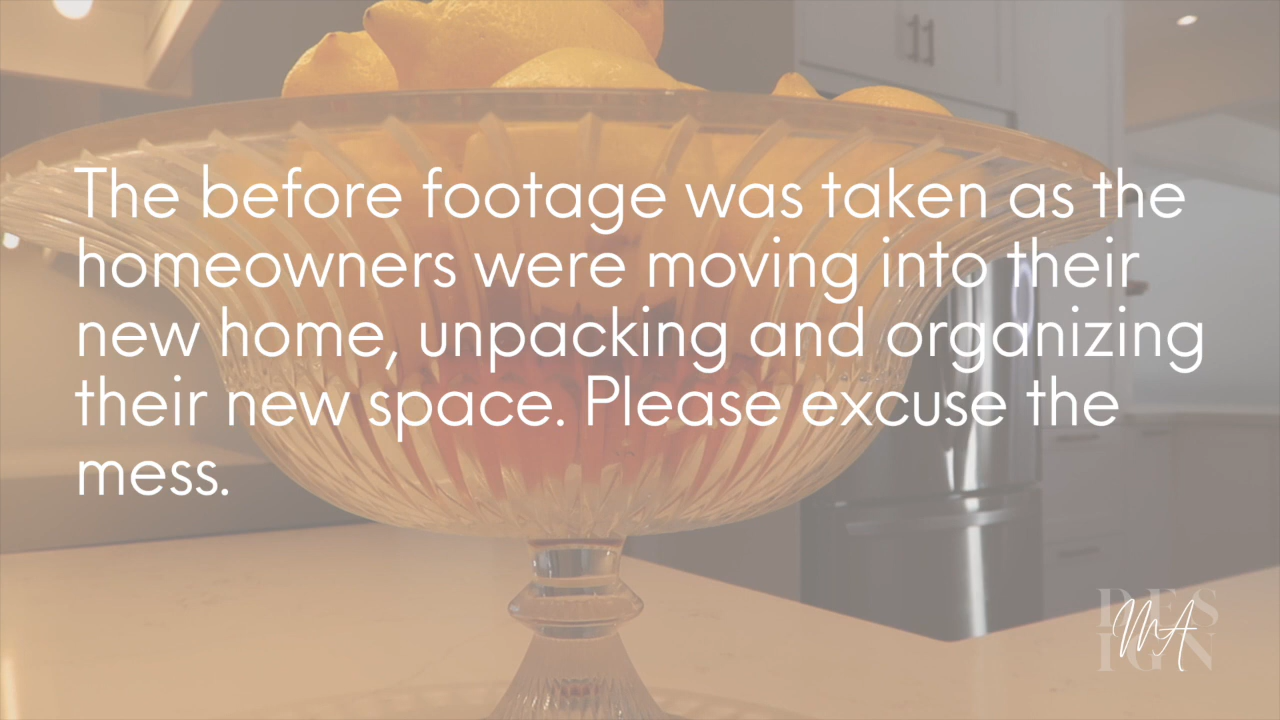 The before footage was taken as the
homeowners were moving into their
new home, unpacking and organizing
their new space. Please excuse the
mess.
DES
MA
IGN